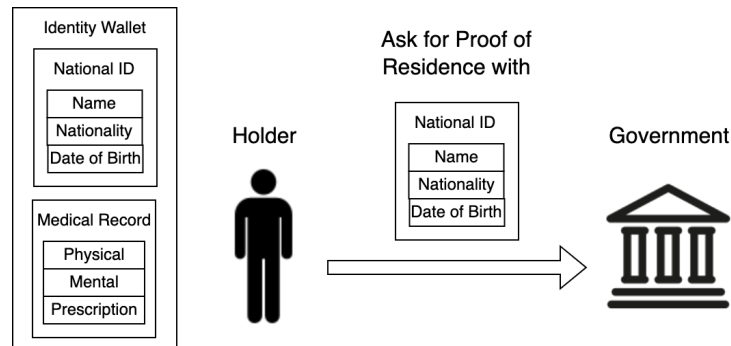 Identity Wallet
National ID
Name
Nationality
Date of Birth
Medical Record
Physical
Mental
Prescription
Holder
Ask for Proof of
Residence with
National ID
Name
Nationality
Date of Birth
Government